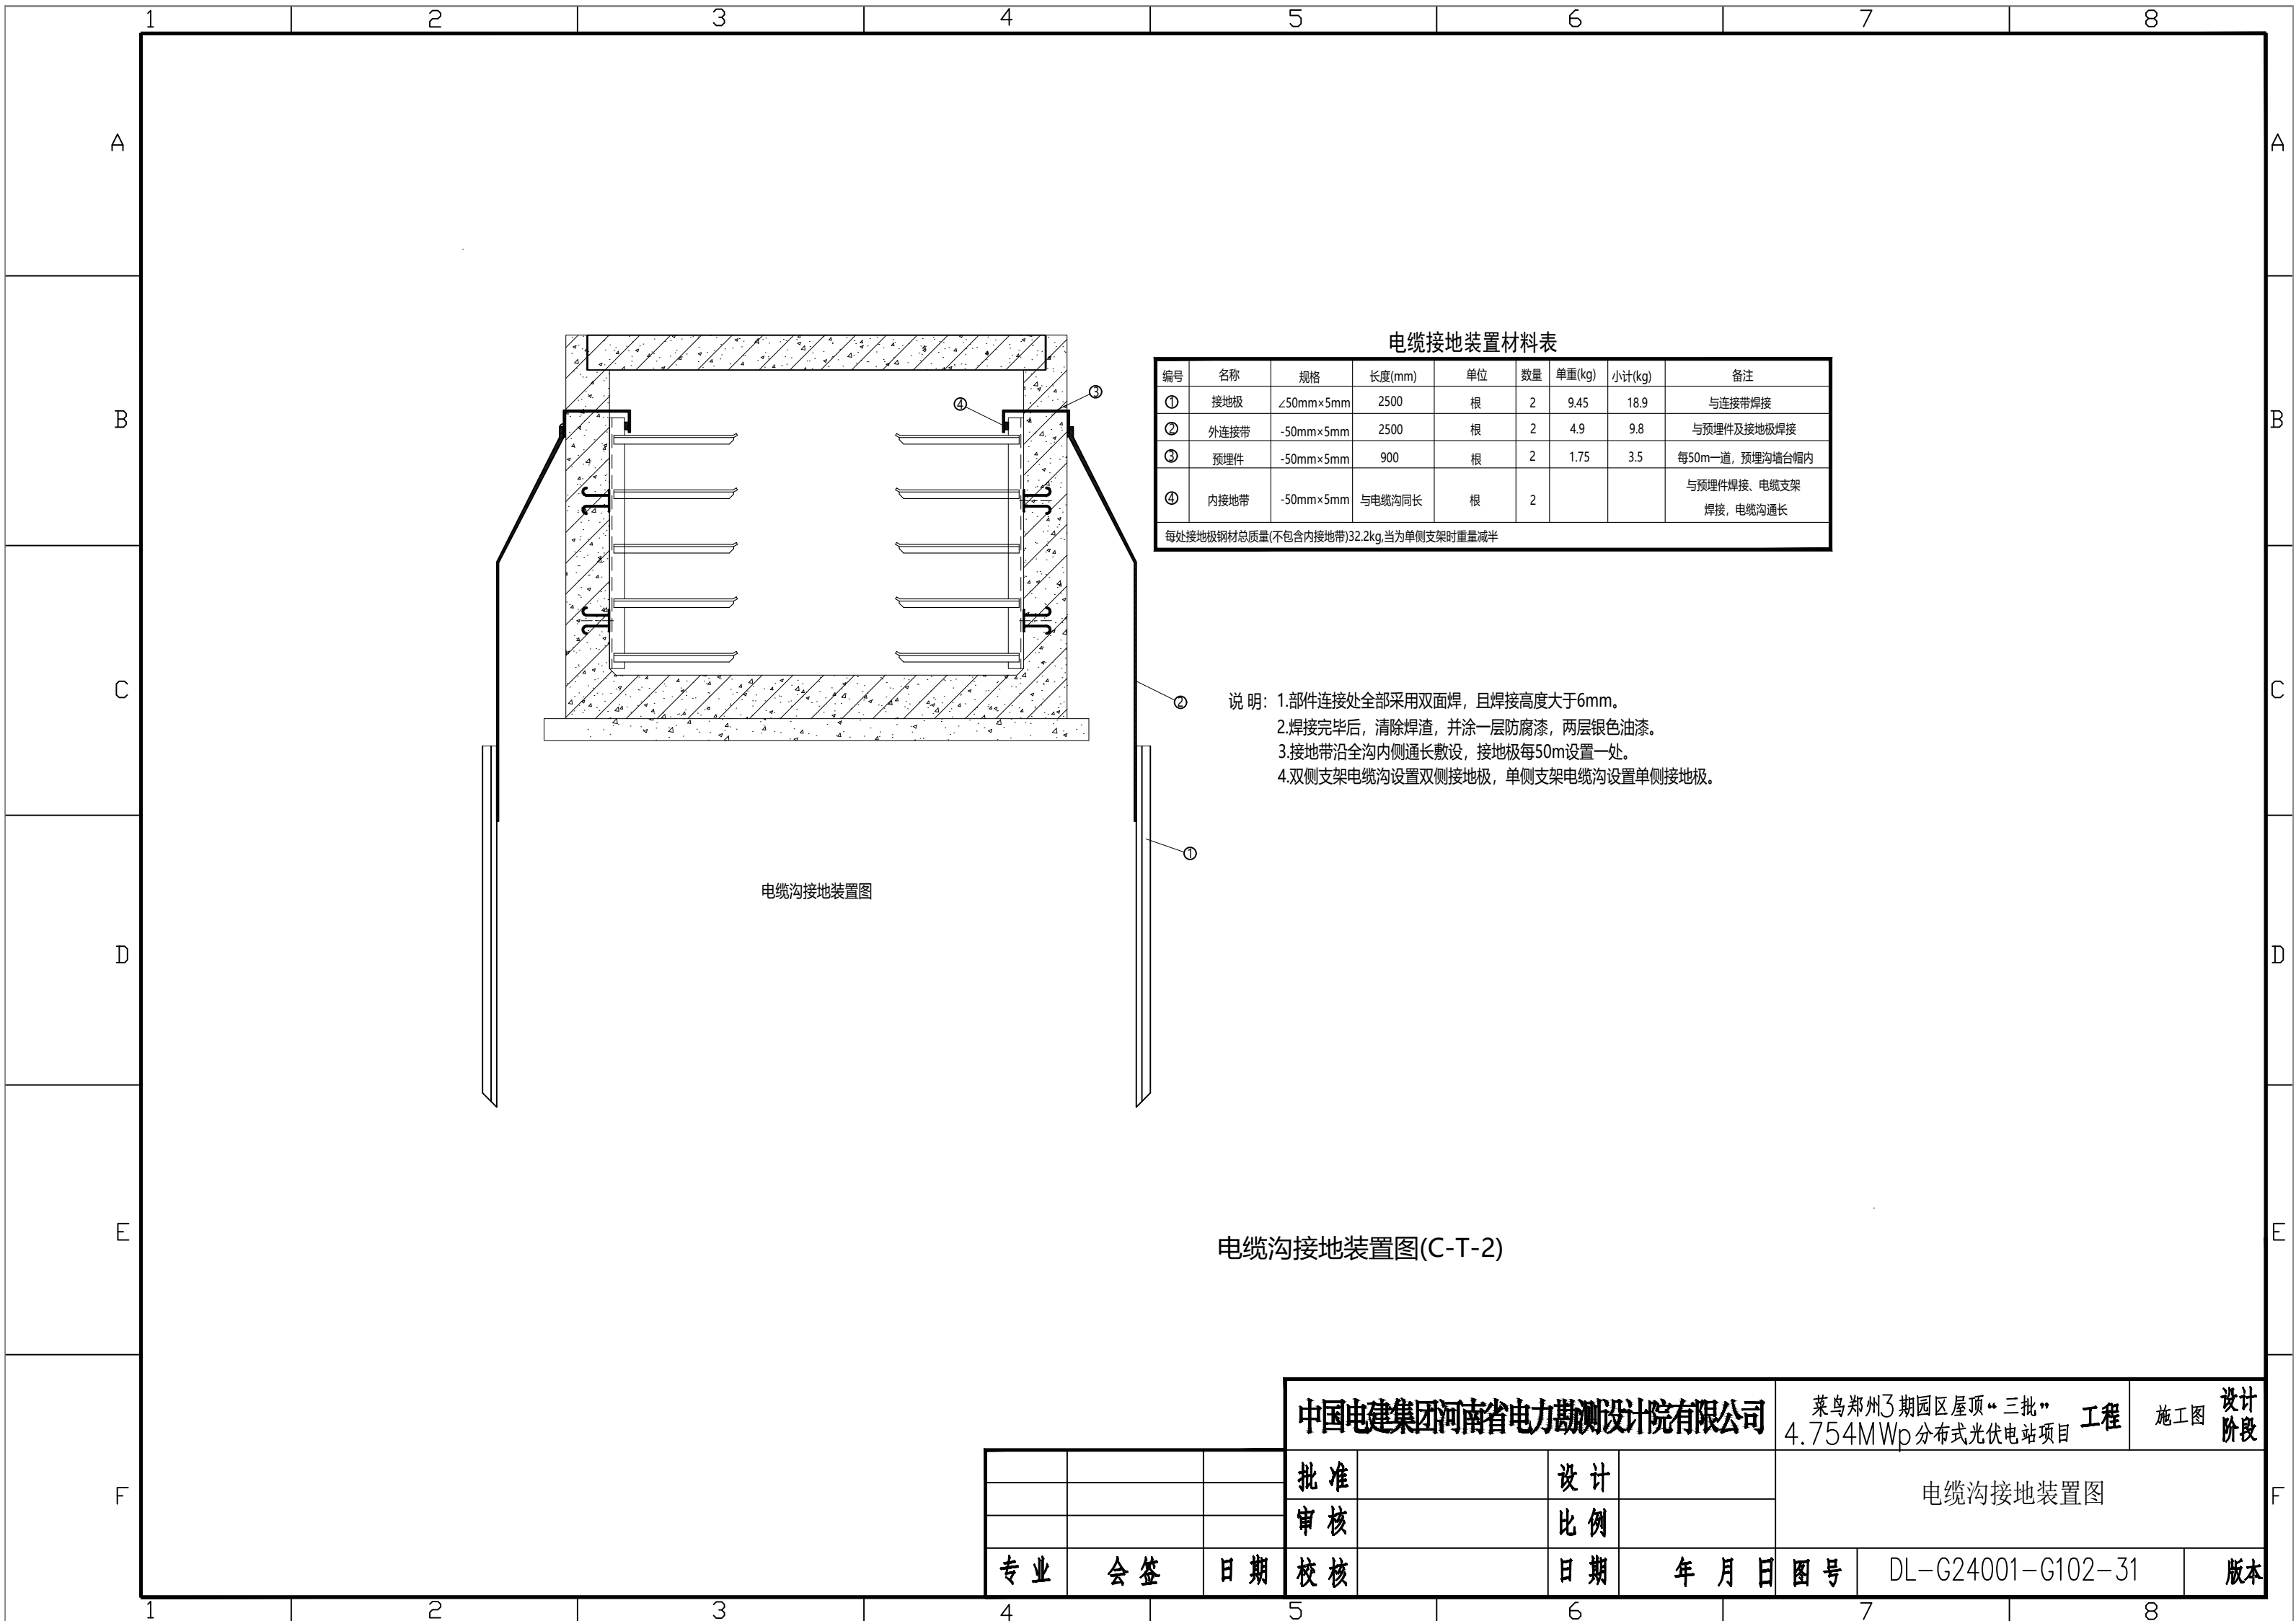 1 2 3 4 5 6 7 8
A A
B B
C C
D D
E E
F F
④
③
②
①
电缆沟接地装置图
电缆接地装置材料表
编号 名称 规格 长度(mm) 单位 数量 单重(kg) 小计(kg) 备注
① 接地极 ∠50mm×5mm 2500 根 2 9.45 18.9 与连接带焊接
② 外连接带 -50mm×5mm 2500 根 2 4.9 9.8 与预埋件及接地极焊接
③ 预埋件 -50mm×5mm 900 根 2 1.75 3.5 每50m一道，预埋沟墙台帽内
④ 内接地带 -50mm×5mm 与电缆沟同长 根 2 与预埋件焊接、电缆支架
焊接，电缆沟通长
每处接地极钢材总质量(不包含内接地带)32.2kg,当为单侧支架时重量减半
说 明：1.部件连接处全部采用双面焊，且焊接高度大于6mm。
2.焊接完毕后，清除焊渣，并涂一层防腐漆，两层银色油漆。
3.接地带沿全沟内侧通长敷设，接地极每50m设置一处。
4.双侧支架电缆沟设置双侧接地极，单侧支架电缆沟设置单侧接地极。
电缆沟接地装置图(C-T-2)
中国电建集团河南省电力勘测设计院有限公司
菜鸟郑州3期园区屋顶“三批”
4.754MWp分布式光伏电站项目
工程
施工图
设计
阶段
批 准 设 计
电缆沟接地装置图
审 核 比 例
专 业 会 签 日 期 校 核 日 期 年 月 日 图 号 DL-G24001-G102-31 版本
1 2 3 4 5 6 7 8